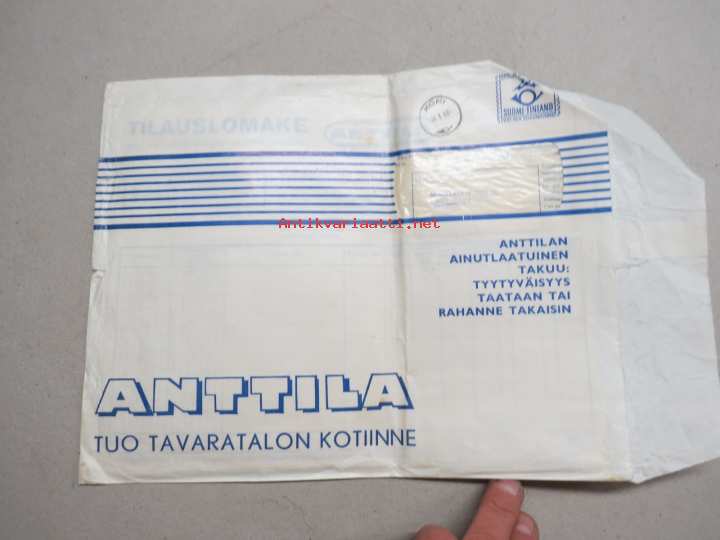 TILAUSLOMAKE
SUOMI FINLAND
Antikvariaatti.net
ANTTILAN
AINUTLAATUINEN
TAKUU:
TYYTYVÄISYYS
TAATAAN TAI
RAHANNE TAKAISIN
ANTTILA
TUO TAVARATALON KOTIINNE